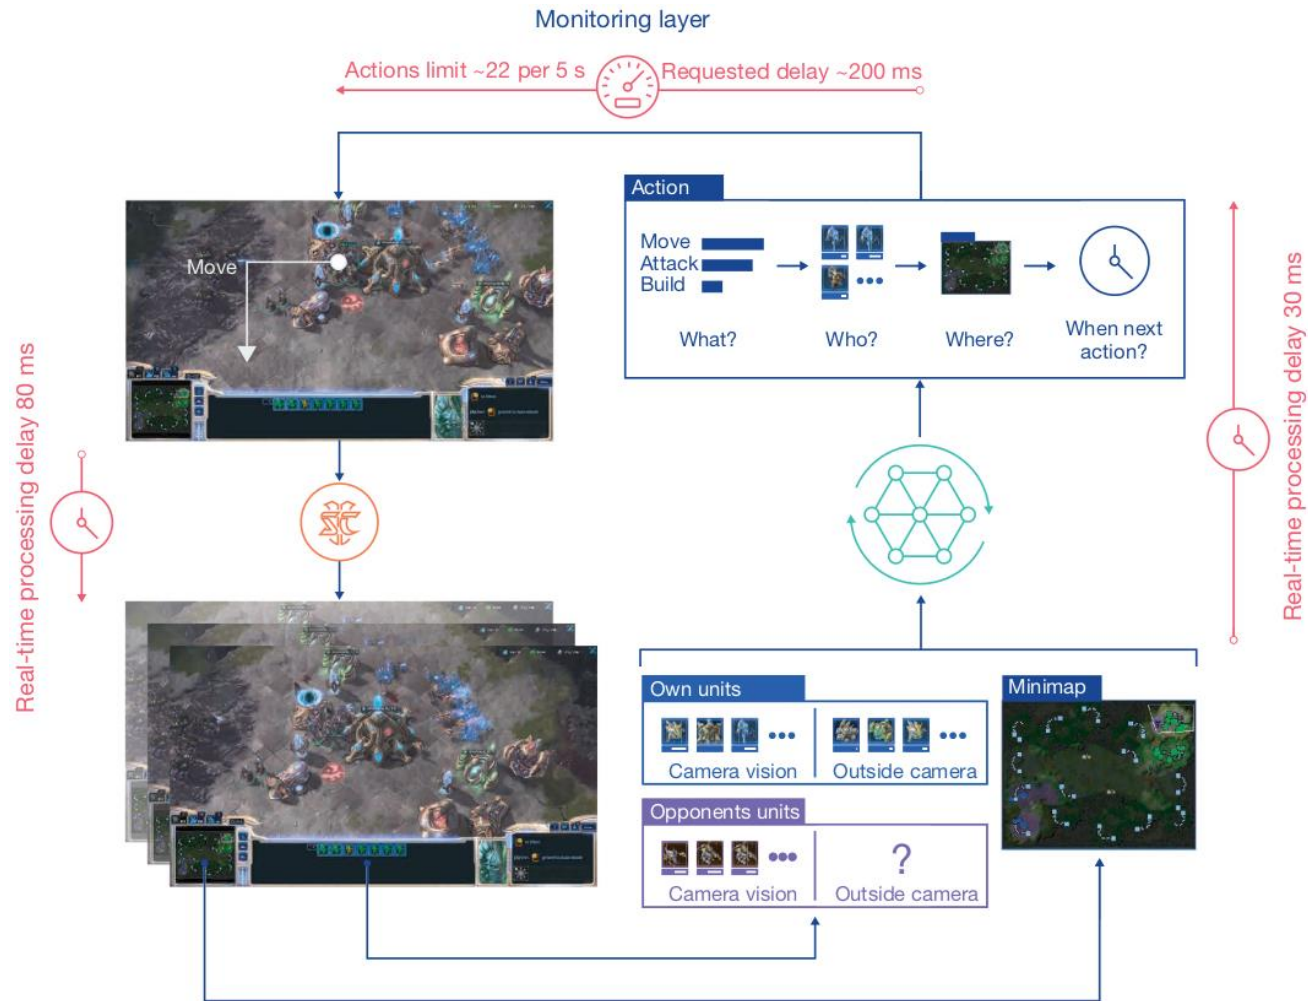 Monitoring layer
Actions limit ~22 per 5 s
Requested delay ~200 ms
Action
Move
Attack
Build
What?
Who?
Where?
When next
action?
Move
Real-time processing delay 80 ms
Real-time processing delay 30 ms
Own units
Camera vision
Outside camera
Opponents units
Camera vision
?
Outside camera
Minimap